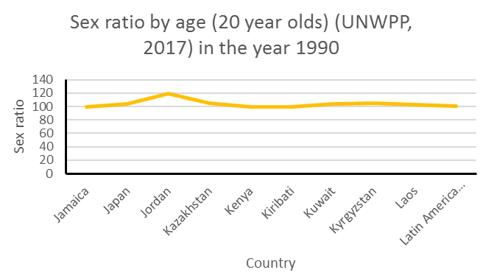 Sex ratio by age (20 year olds) (UNWPP,
2017) in the year 1990
140
120
100
80
60
40
20
0
Sex ratio
Jamaica
Japan
Jordan
Kazakhstan
Kenya
Kiribati
Kuwait
Kyrgyzstan
Laos
Latin America...
Country